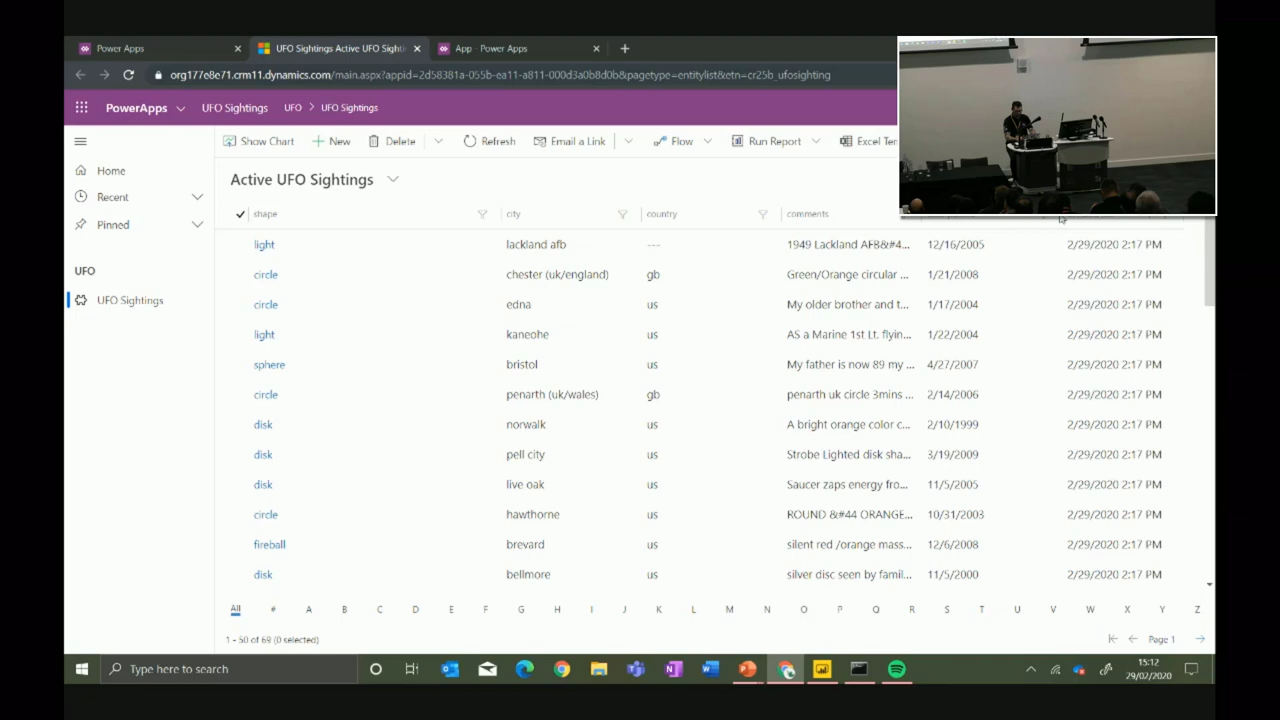 Power Apps
UFO Sightings Active UFO Sighti
App - Power Apps
org177e8e71.crm11.dynamics.com/main.aspx?appid=2d58381a-055b-ea11-a811-000d3a0b8d0b&pagetype=entitylist&etn=cr25b_ufosighting
PowerApps UFO Sightings UFO > UFO Sightings
Show Chart + New Delete Refresh Email a Link Flow Run Report Excel Ten
Home
Recent
Pinned
UFO
UFO Sightings
Active UFO Sightings
shape city country comments
light lackland afb --- 1949 Lackland AFB&#4... 12/16/2005 2/29/2020 2:17 PM
circle chester (uk/england) gb Green/Orange circular ... 1/21/2008 2/29/2020 2:17 PM
circle edna us My older brother and t... 1/17/2004 2/29/2020 2:17 PM
light kaneohe us AS a Marine 1st Lt. flyin... 1/22/2004 2/29/2020 2:17 PM
sphere bristol us My father is now 89 my ... 4/27/2007 2/29/2020 2:17 PM
circle penarth (uk/wales) gb penarth uk circle 3mins ... 2/14/2006 2/29/2020 2:17 PM
disk norwalk us A bright orange color c... 2/10/1999 2/29/2020 2:17 PM
disk pell city us Strobe Lighted disk sha... 3/19/2009 2/29/2020 2:17 PM
disk live oak us Saucer zaps energy fro... 11/5/2005 2/29/2020 2:17 PM
circle hawthorne us ROUND &#44 ORANGE... 10/31/2003 2/29/2020 2:17 PM
fireball brevard us silent red /orange mass... 12/6/2008 2/29/2020 2:17 PM
disk bellmore us silver disc seen by famil... 11/5/2000 2/29/2020 2:17 PM
All # A B C D E F G H I J K L M N O P Q R S T U V W X Y Z
1 - 50 of 69 (0 selected)
Page 1
Type here to search
15:12
29/02/2020